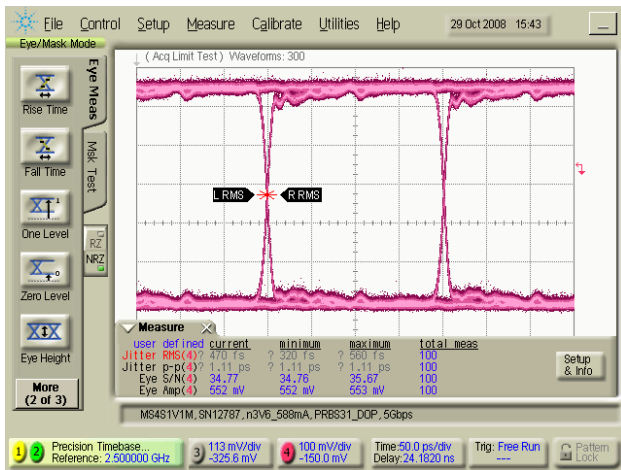 File Control Setup Measure Calibrate Utilities Help 29 Oct 2008 15:43
Eye/Mask Mode
( Acq Limit Test ) Waveforms: 300
Eye Meas
Msk Test
Rise Time
Fall Time
One Level
Zero Level
Eye Height
More
(2 of 3)
RZ
NRZ
L RMS
R RMS
Measure
user defined current minimum maximum total meas
Jitter RMS(4)? 470 fs ? 320 fs ? 560 fs 100
Jitter p-p(4)? 1.11 ps ? 1.11 ps ? 1.11 ps 100
Eye S/N(4) 34.77 34.76 35.67 100
Eye Amp(4) 552 mV 552 mV 553 mV 100
Setup
& Info
MS4S1V1M, SN12787, n3V6_588mA, PRBS31_DOP, 5Gbps
1 2 Precision Timebase...
Reference: 2.500000 GHz
3 113 mV/div
-325.6 mV
4 100 mV/div
-150.0 mV
Time:50.0 ps/div
Delay:24.1820 ns
Trig: Free Run
---
Pattern
Lock